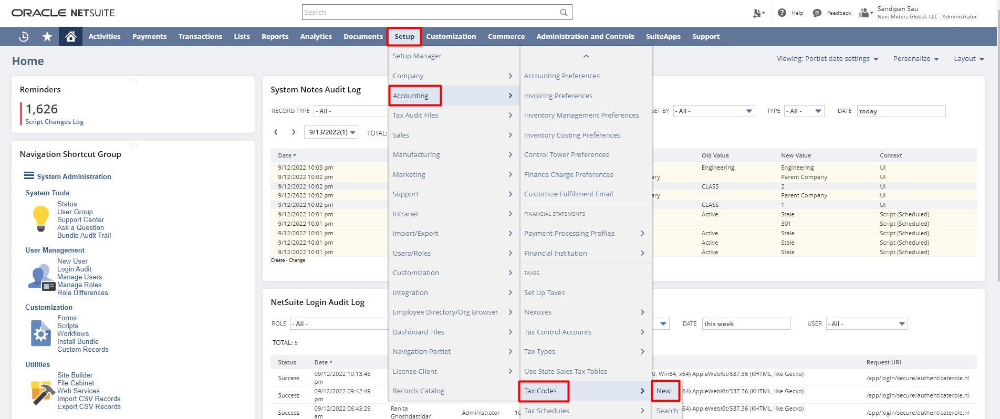 ORACLE NETSUITE
Search
Help
Feedback
Sandipan Sau
Next Meters Global, LLC - Administrator
Activities Payments Transactions Lists Reports Analytics Documents Setup Customization Commerce Administration and Controls SuiteApps Support
Home
Viewing: Portlet date settings Personalize Layout
Reminders
1,626
Script Changes Log
Navigation Shortcut Group
System Administration
System Tools
Status
User Group
Support Center
Ask a Question
Bundle Audit Trail
User Management
New User
Login Audit
Manage Users
Manage Roles
Role Differences
Customization
Forms
Scripts
Workflows
Install Bundle
Custom Records
Utilities
Site Builder
File Cabinet
Web Services
Import CSV Records
Export CSV Records
System Notes Audit Log
RECORD TYPE - All -
SET BY - All - TYPE - All - DATE today
9/13/2022(1) TOTAL:
Date Old Value New Value Context
9/12/2022 10:03 pm Engineering, Engineering UI
9/12/2022 10:02 pm ary Parent Company UI
9/12/2022 10:02 pm CLASS 2 UI
9/12/2022 10:02 pm ary Parent Company UI
9/12/2022 10:02 pm CLASS 1 UI
9/12/2022 10:01 pm Active Stale Script (Scheduled)
9/12/2022 10:01 pm 301 Script (Scheduled)
9/12/2022 10:01 pm Active Stale Script (Scheduled)
9/12/2022 10:01 pm Active Stale Script (Scheduled)
9/12/2022 10:01 pm Active Stale Script (Scheduled)
Create • Change
NetSuite Login Audit Log
ROLE - All -
DATE this week USER - All -
TOTAL: 5
Status Date Request URI
Success 09/12/2022 10:13:48 pm 0; Win64; x64) AppleWebKit/537.36 (KHTML, like Gecko) /app/login/secure/authenticaterole.nl
Success 09/12/2022 09:42:49 pm x64) AppleWebKit/537.36 (KHTML, like Gecko) /app/login/secure/authenticaterole.nl
Success 09/12/2022 06:45:29 am Ranita Ghoshdastidar Administrator 10 x64) AppleWebKit/537.36 (KHTML, like Gecko) /app/login/secure/authenticaterole.nl
Setup Manager
Company
Accounting
Tax Audit Files
Sales
Manufacturing
Marketing
Support
Intranet
Import/Export
Users/Roles
Customization
Integration
Employee Directory/Org Browser
Dashboard Tiles
Navigation Portlet
License Client
Records Catalog
Accounting Preferences
Invoicing Preferences
Inventory Management Preferences
Inventory Costing Preferences
Control Tower Preferences
Finance Charge Preferences
Customize Fulfillment Email
FINANCIAL STATEMENTS
Payment Processing Profiles
Financial Institution
TAXES
Set Up Taxes
Nexuses
Tax Control Accounts
Tax Types
Use State Sales Tax Tables
Tax Codes
Tax Schedules
New
Search